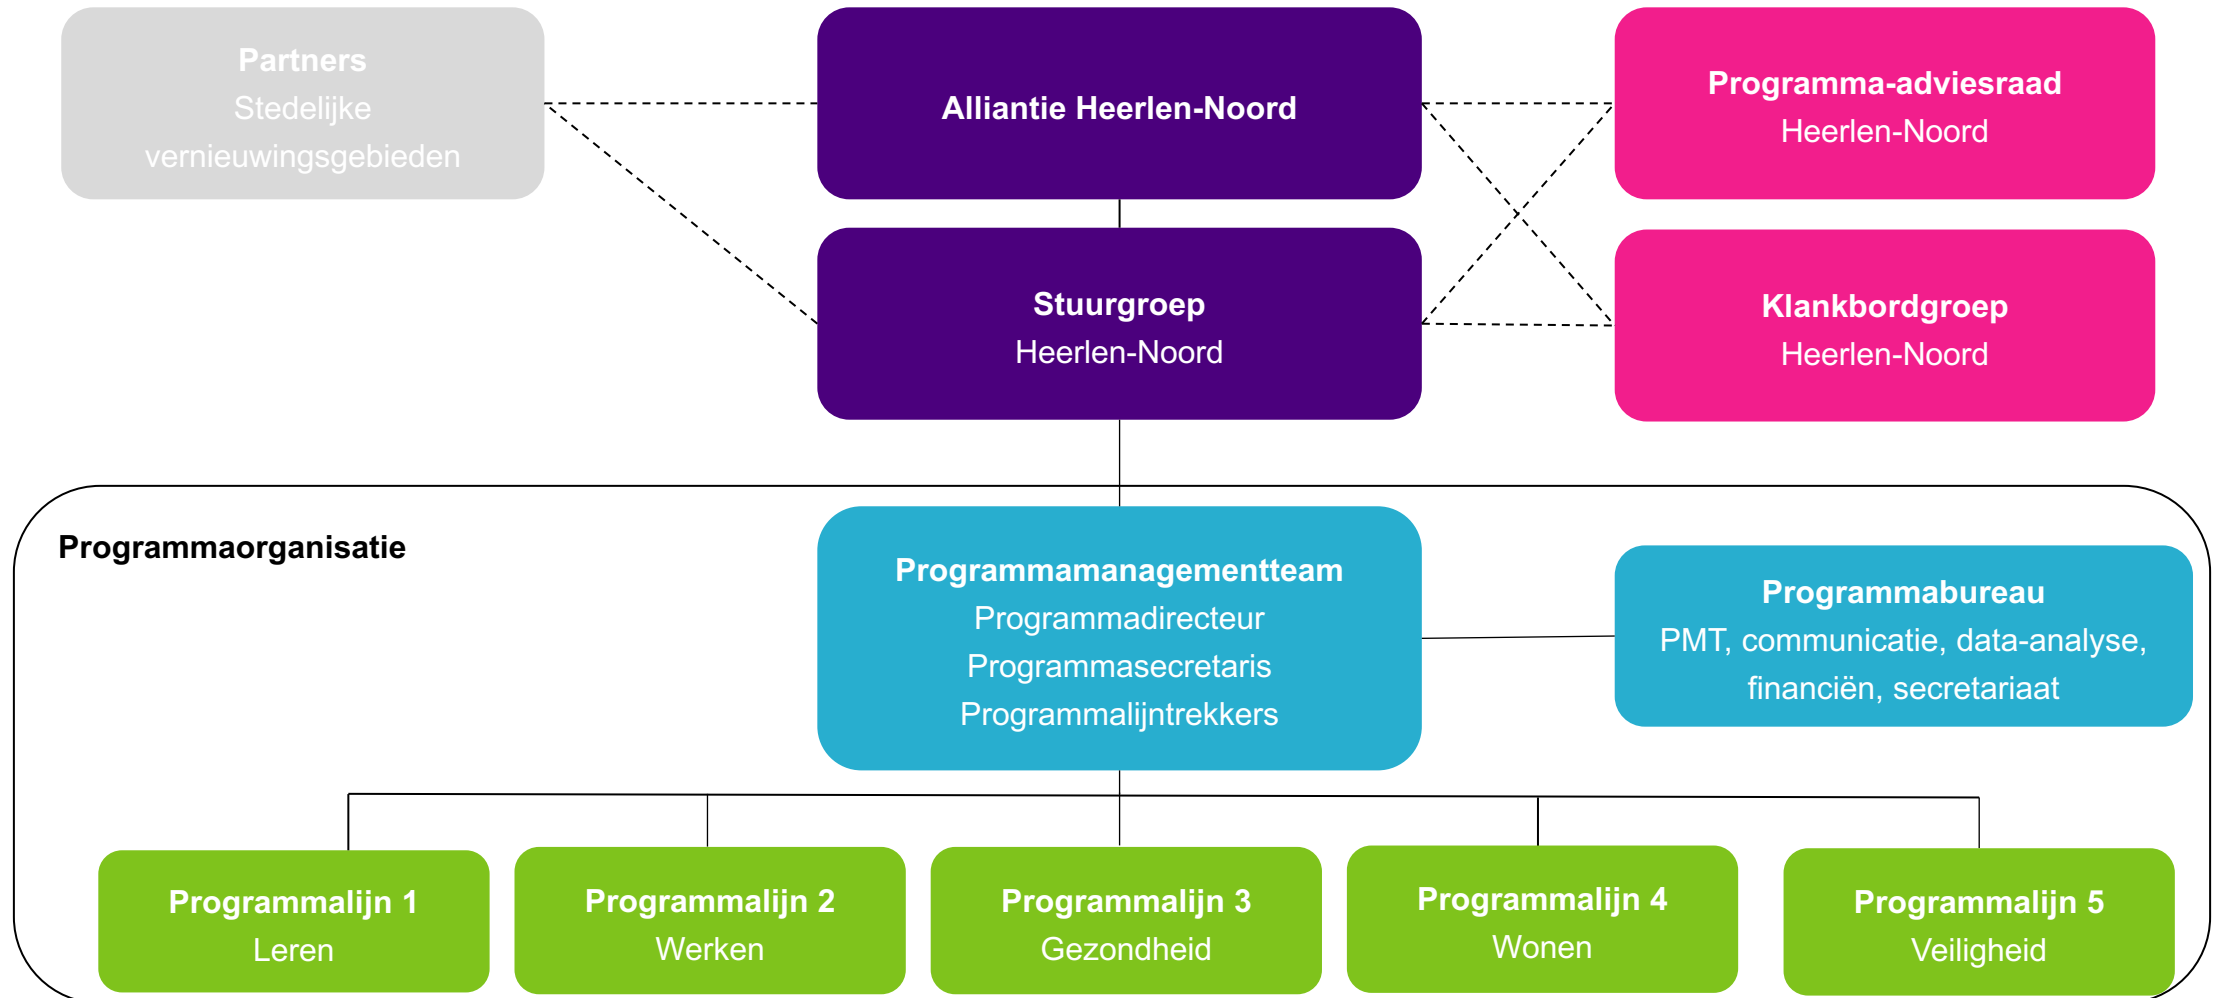 Partners
Stedelijke
vernieuwingsgebieden
Alliantie Heerlen-Noord
Programma-adviesraad
Heerlen-Noord
Stuurgroep
Heerlen-Noord
Klankbordgroep
Heerlen-Noord
Programmaorganisatie
Programmamanagementteam
Programmadirecteur
Programmasecretaris
Programmalijntrekkers
Programmabureau
PMT, communicatie, data-analyse,
financiën, secretariaat
Programmalijn 1
Leren
Programmalijn 2
Werken
Programmalijn 3
Gezondheid
Programmalijn 4
Wonen
Programmalijn 5
Veiligheid